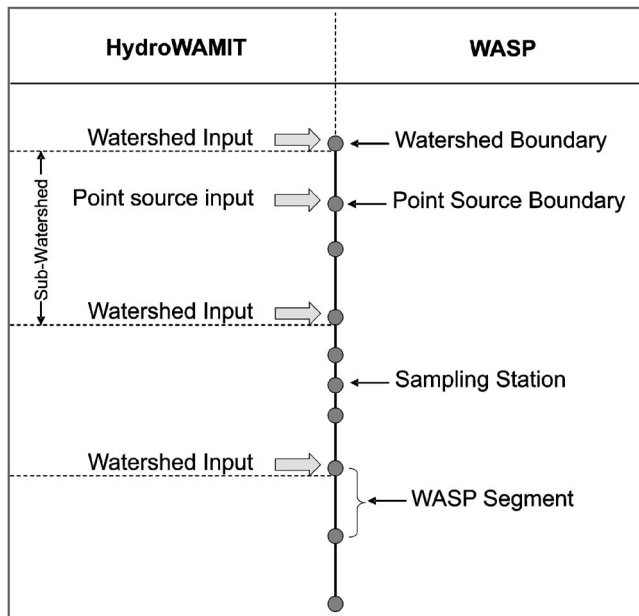 HydroWAMIT WASP
Watershed Input Watershed Boundary
Sub-Watershed
Point source input Point Source Boundary
Watershed Input
Sampling Station
Watershed Input
WASP Segment